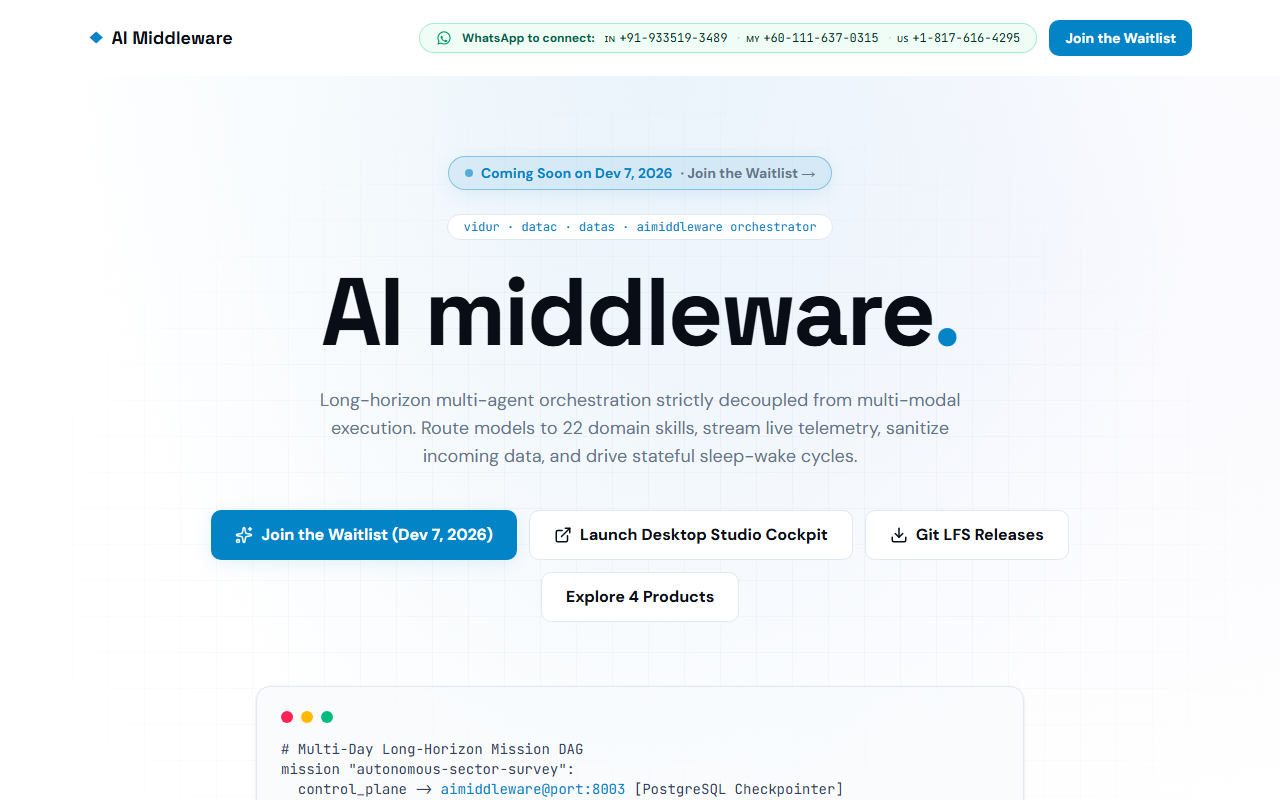 AI Middleware
WhatsApp to connect: IN +91-933519-3489 · MY +60-111-637-0315 · US +1-817-616-4295
Join the Waitlist
Coming Soon on Dev 7, 2026 · Join the Waitlist →
vidur · datac · datas · aimiddleware orchestrator
AI middleware.
Long-horizon multi-agent orchestration strictly decoupled from multi-modal
execution. Route models to 22 domain skills, stream live telemetry, sanitize
incoming data, and drive stateful sleep-wake cycles.
Join the Waitlist (Dev 7, 2026)
Launch Desktop Studio Cockpit
Git LFS Releases
Explore 4 Products
# Multi-Day Long-Horizon Mission DAG
mission "autonomous-sector-survey":
control_plane → aimiddleware@port:8003 [PostgreSQL Checkpointer]